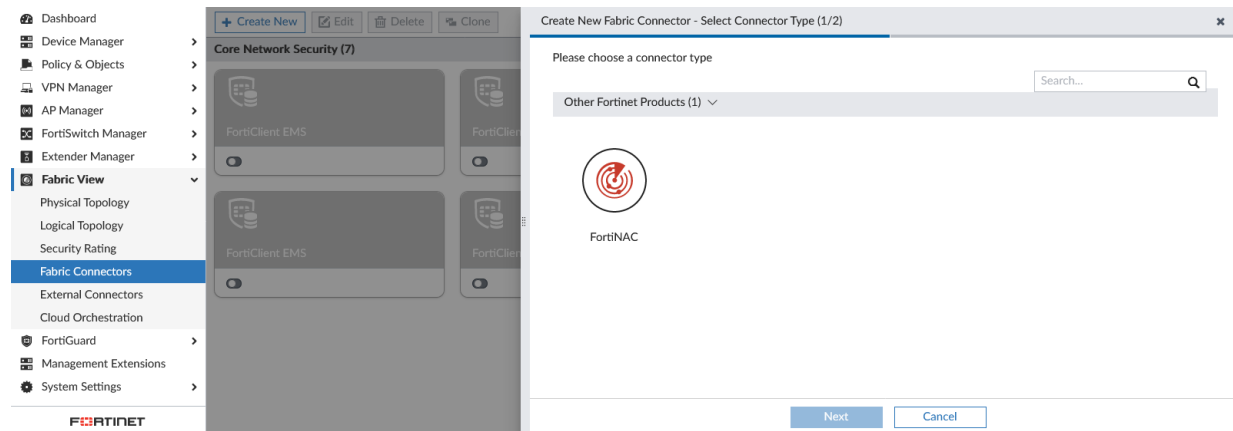 Dashboard
Device Manager
Policy & Objects
VPN Manager
AP Manager
FortiSwitch Manager
Extender Manager
Fabric View
Physical Topology
Logical Topology
Security Rating
Fabric Connectors
External Connectors
Cloud Orchestration
FortiGuard
Management Extensions
System Settings
FORTINET
+ Create New Edit Delete Clone
Core Network Security (7)
FortiClient EMS FortiClien
FortiClient EMS FortiClien
Create New Fabric Connector - Select Connector Type (1/2)
Please choose a connector type
Search...
Other Fortinet Products (1)
FortiNAC
Next Cancel